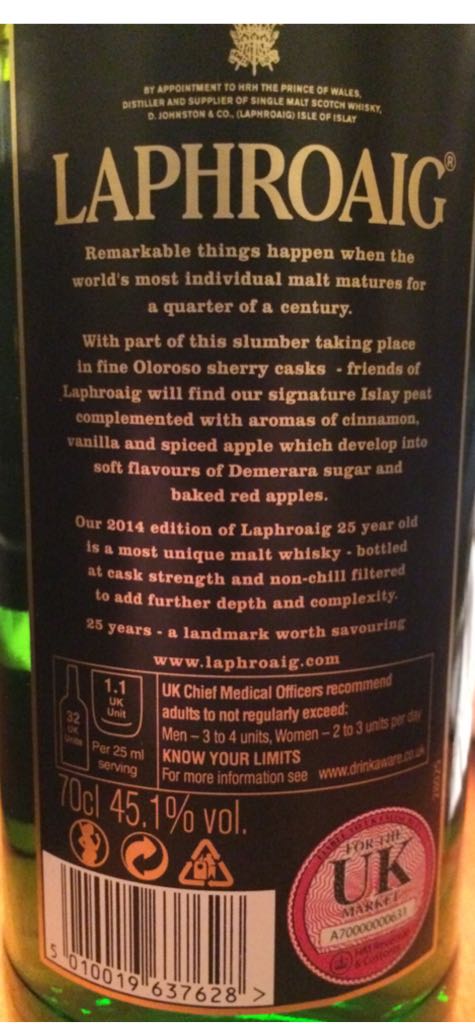 BY APPOINTMENT TO HRH THE PRINCE OF WALES,
DISTILLER AND SUPPLIER OF SINGLE MALT SCOTCH WHISKY,
D. JOHNSTON & CO., (LAPHROAIG) ISLE OF ISLAY
LAPHROAIG®
Remarkable things happen when the
world's most individual malt matures for
a quarter of a century.
With part of this slumber taking place
in fine Oloroso sherry casks - friends of
Laphroaig will find our signature Islay peat
complemented with aromas of cinnamon,
vanilla and spiced apple which develop into
soft flavours of Demerara sugar and
baked red apples.
Our 2014 edition of Laphroaig 25 year old
is a most unique malt whisky - bottled
at cask strength and non-chill filtered
to add further depth and complexity.
25 years - a landmark worth savouring
www.laphroaig.com
32
UK
Units
1.1
UK
Unit
Per 25 ml
serving
UK Chief Medical Officers recommend
adults to not regularly exceed:
Men – 3 to 4 units, Women – 2 to 3 units per day
KNOW YOUR LIMITS
For more information see www.drinkaware.co.uk
70cl 45.1% vol.
FOR THE
UK
MARKET
A70000000631
HM Revenue
& Customs
5 010019 637628 >